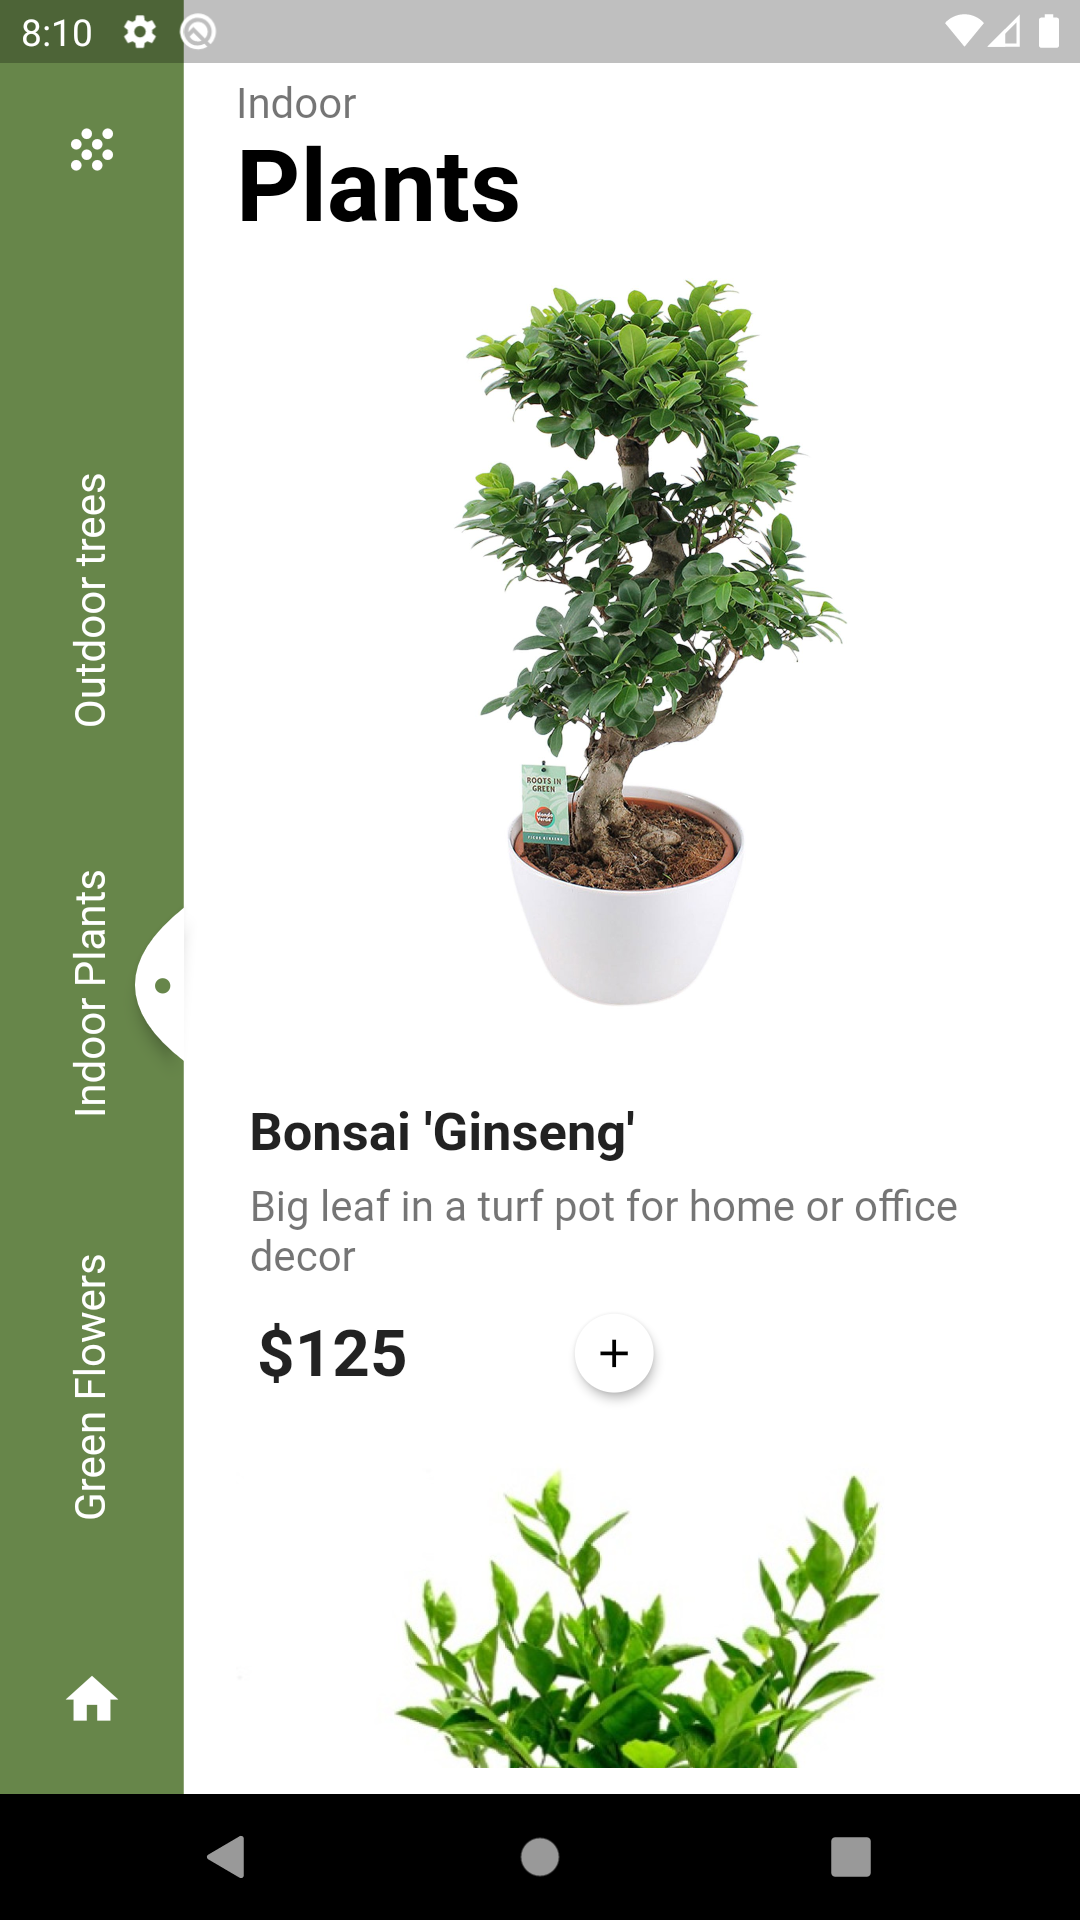 8:10
Indoor
Plants
Outdoor trees
Indoor Plants
Green Flowers
ROOTS IN
GREEN
Bonsai 'Ginseng'
Big leaf in a turf pot for home or office
decor
$125